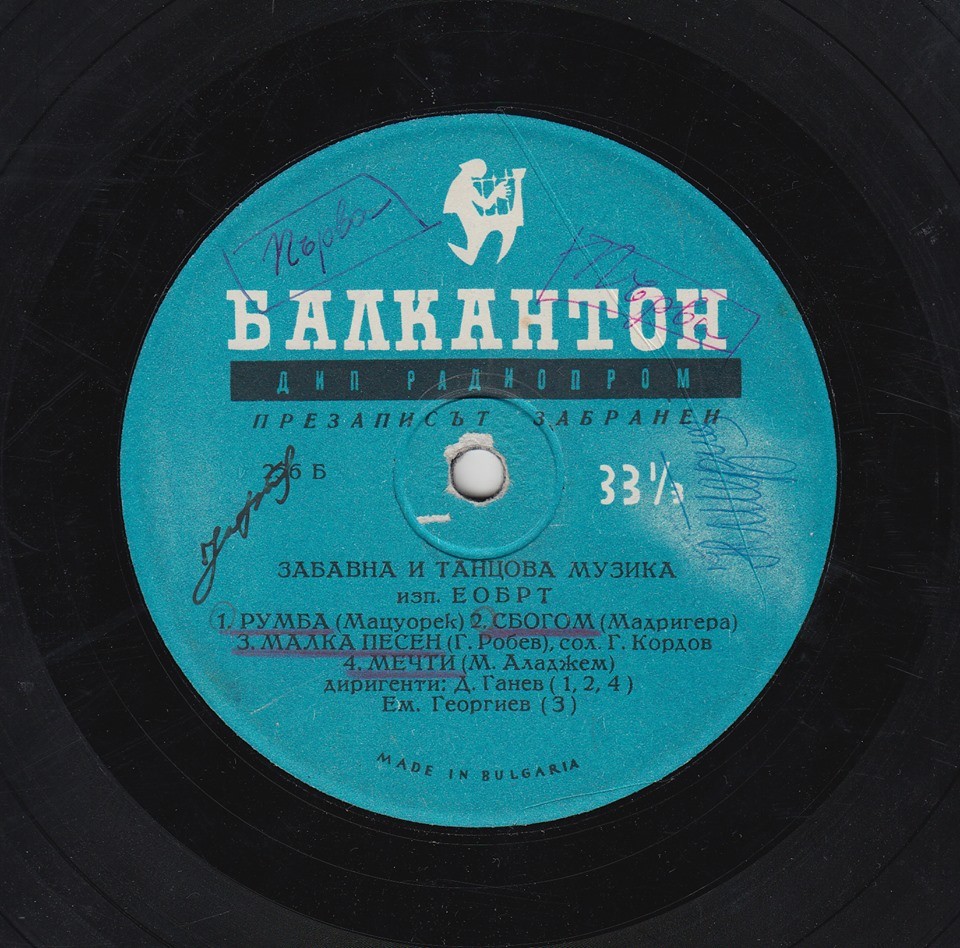 Първа
Първа
БАЛКАНТОН
ДИП РАДИОПРОМ
ПРЕЗАПИСЪТ ЗАБРАНЕН
Б 33⅓
ЗАБАВНА И ТАНЦОВА МУЗИКА
изп. ЕОБРТ
1. РУМБА (Мацуорек) 2. СБОГОМ (Мадригера)
3. МАЛКА ПЕСЕН (Г. Робев), сол. Г. Кордов
4. МЕЧТИ (М. Аладжем)
диригенти: Д. Ганев (1, 2, 4)
Ем. Георгиев (3)
MADE IN BULGARIA